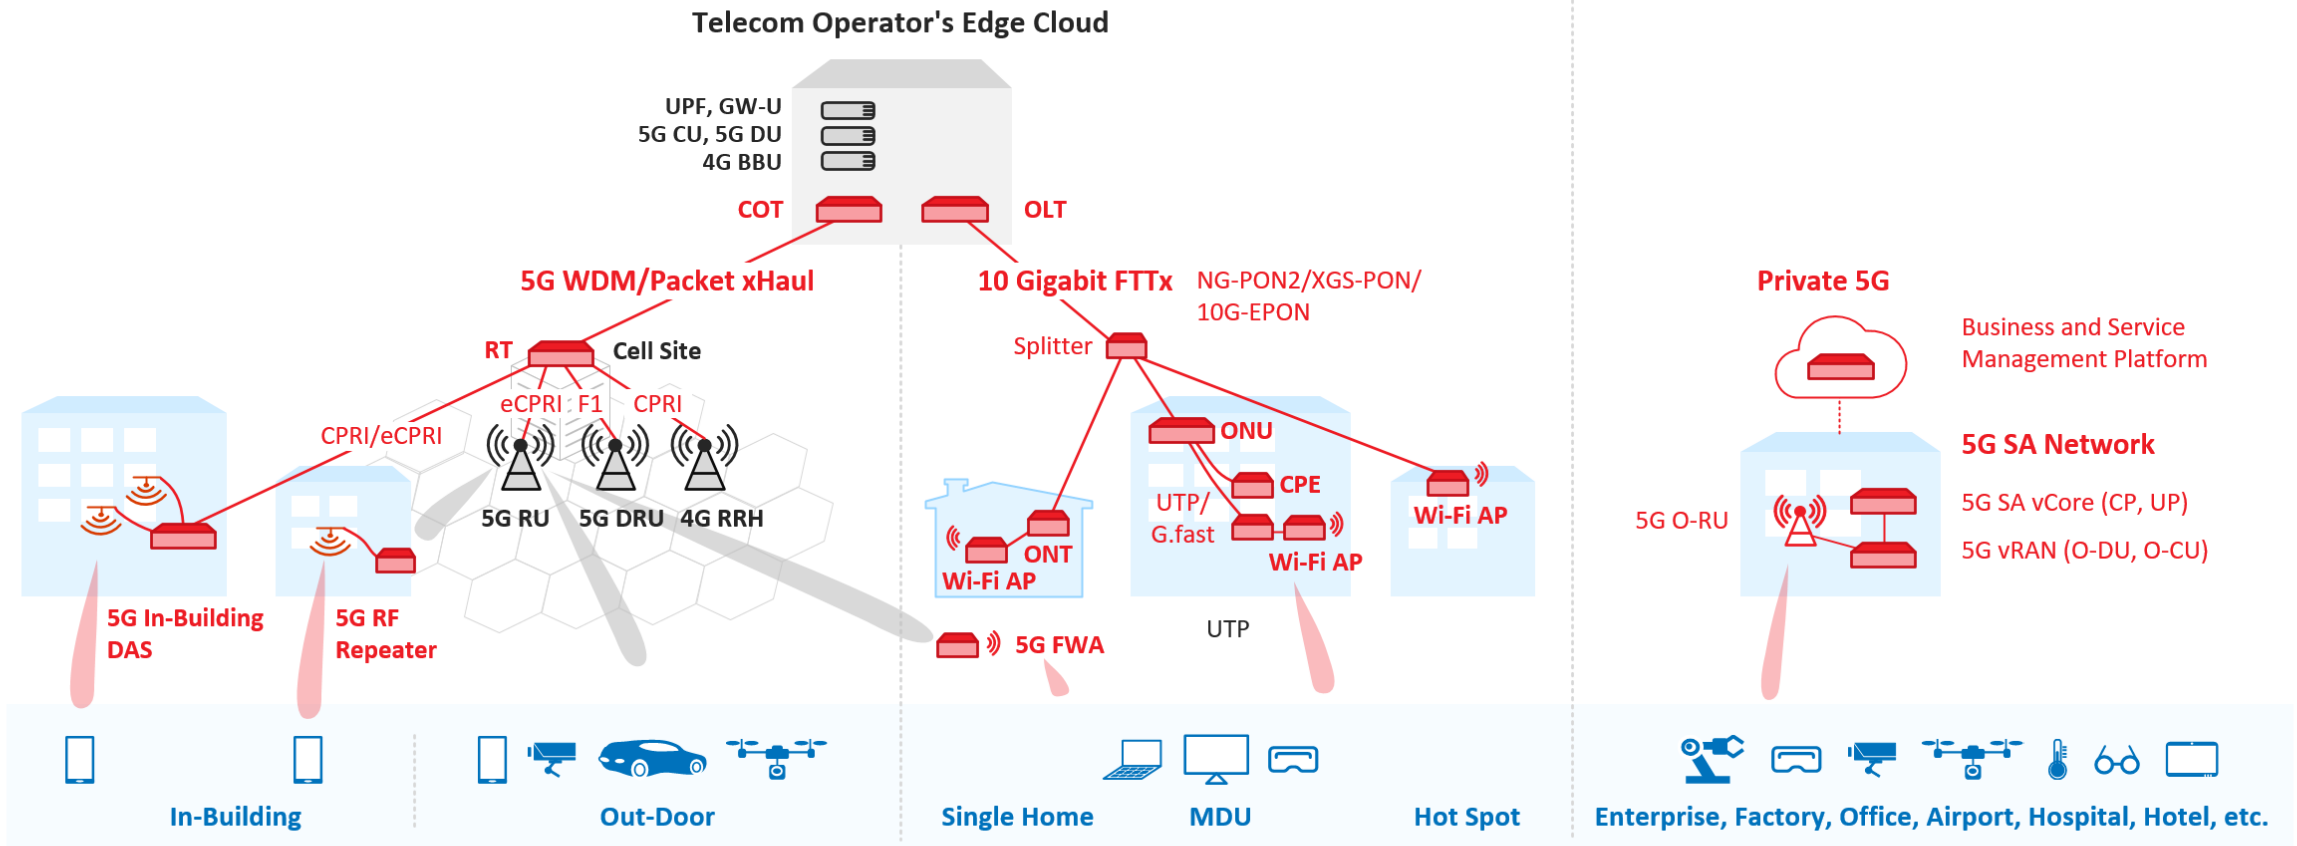 Telecom Operator's Edge Cloud
UPF, GW-U
5G CU, 5G DU
4G BBU
COT
OLT
5G WDM/Packet xHaul
10 Gigabit FTTx
NG-PON2/XGS-PON/
10G-EPON
Private 5G
RT
Cell Site
Splitter
Business and Service
Management Platform
eCPRI
F1
CPRI
CPRI/eCPRI
ONU
5G SA Network
CPE
UTP/
G.fast
Wi-Fi AP
5G RU
5G DRU
4G RRH
5G O-RU
5G SA vCore (CP, UP)
5G vRAN (O-DU, O-CU)
ONT
Wi-Fi AP
Wi-Fi AP
5G In-Building
DAS
5G RF
Repeater
5G FWA
UTP
In-Building
Out-Door
Single Home
MDU
Hot Spot
Enterprise, Factory, Office, Airport, Hospital, Hotel, etc.